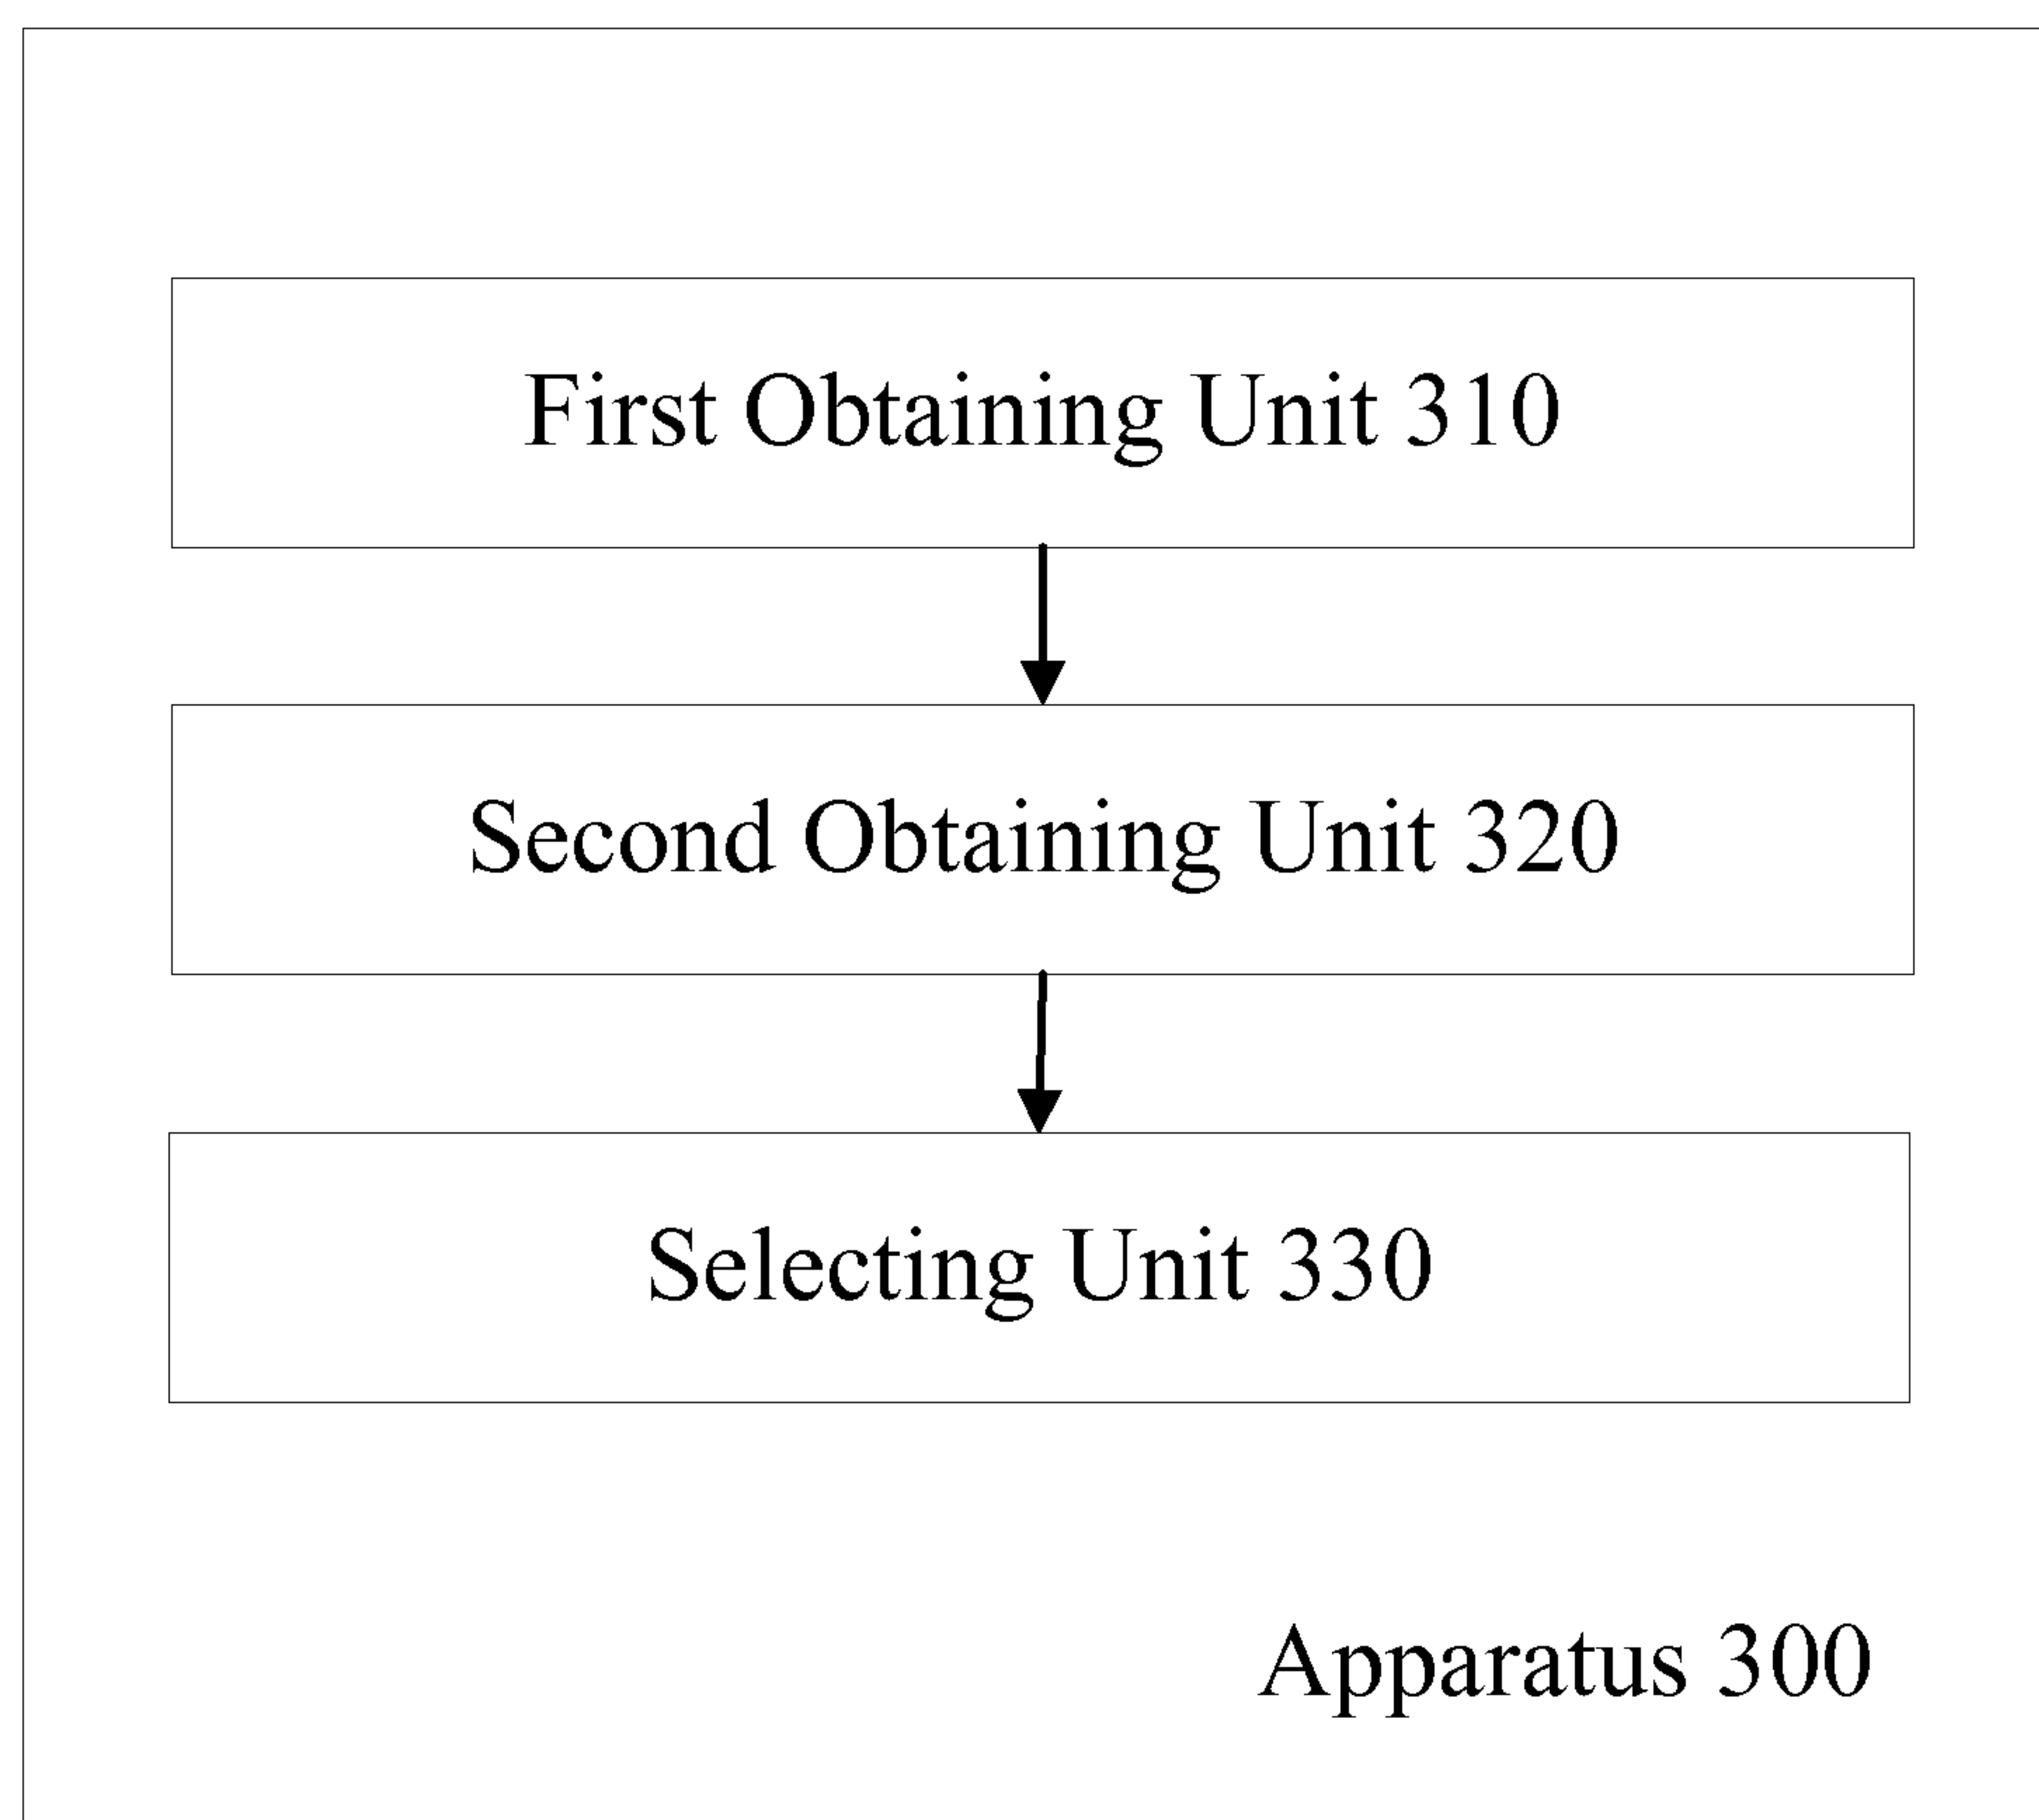 First Obtaining Unit 310
Second Obtaining Unit 320
Selecting Unit 330
Apparatus 300